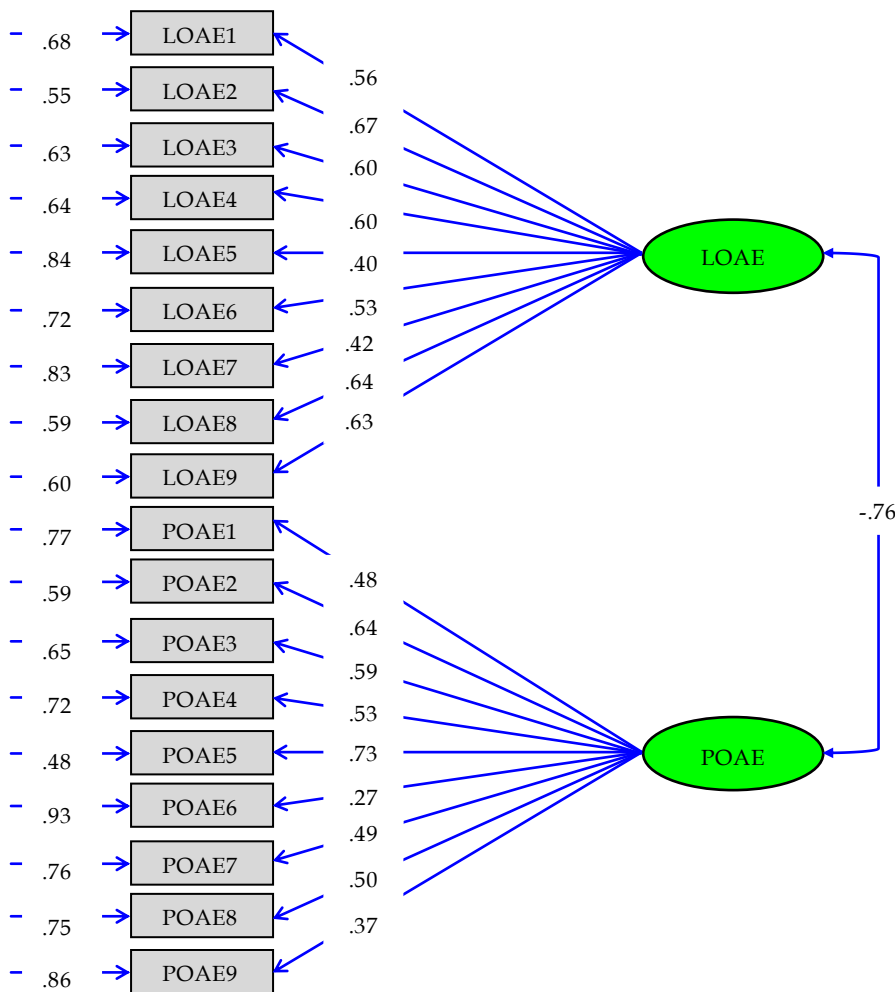 .68 LOAE1 .56
.55 LOAE2 .67
.63 LOAE3 .60
.64 LOAE4 .60
.84 LOAE5 .40 LOAE
.72 LOAE6 .53
.83 LOAE7 .42
.59 LOAE8 .64
.60 LOAE9 .63
-.76
.77 POAE1 .48
.59 POAE2 .64
.65 POAE3 .59
.72 POAE4 .53
.48 POAE5 .73 POAE
.93 POAE6 .27
.76 POAE7 .49
.75 POAE8 .50
.86 POAE9 .37